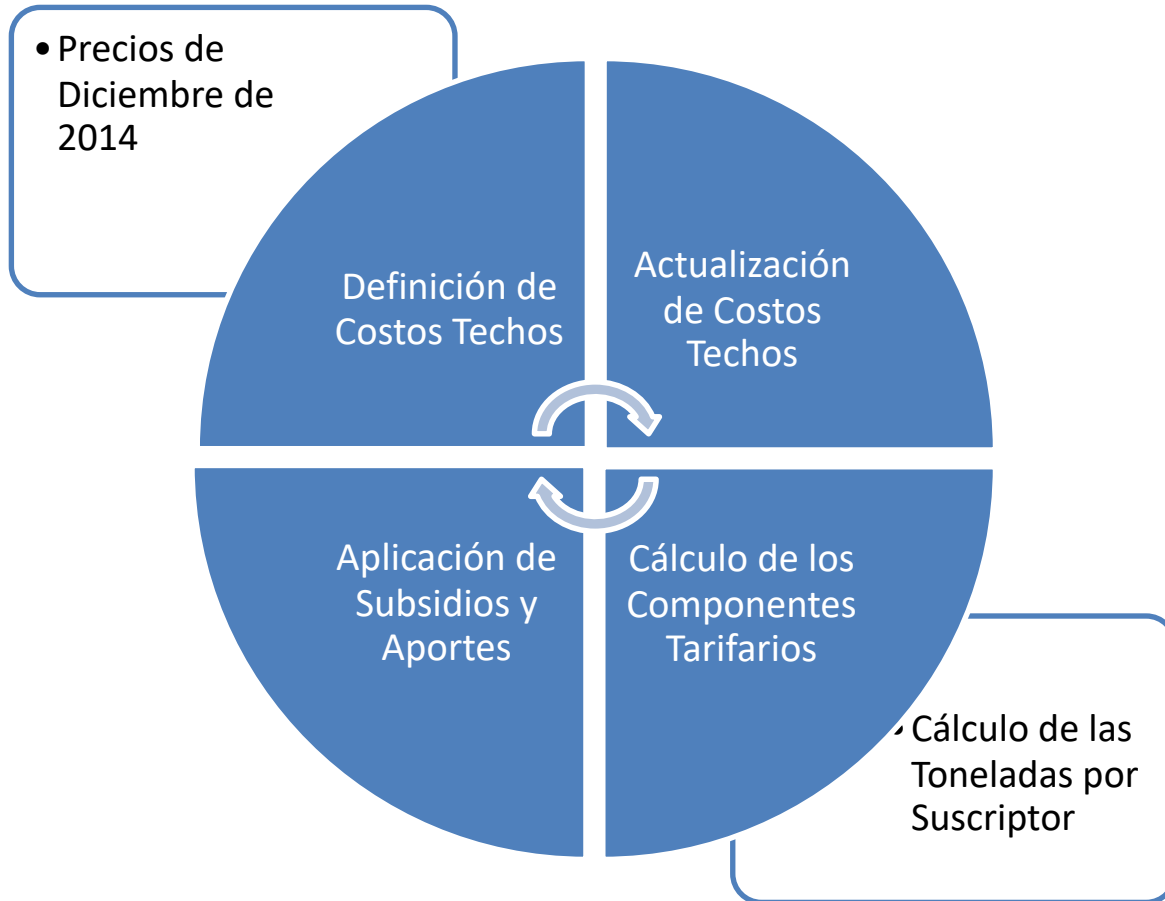 • Precios de
Diciembre de
2014
Definición de
Costos Techos
Actualización
de Costos
Techos
Aplicación de
Subsidios y
Aportes
Cálculo de los
Componentes
Tarifarios
• Cálculo de las
Toneladas por
Suscriptor